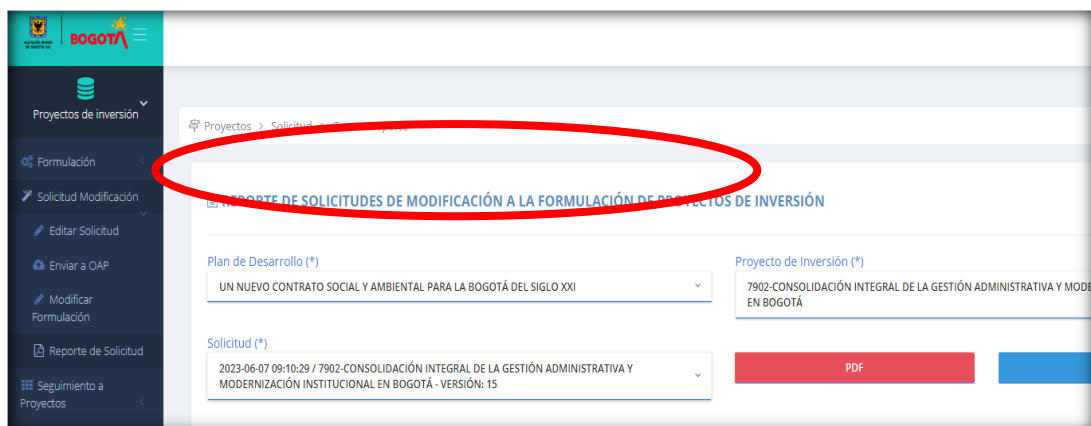 BOGOTÁ
Proyectos de inversión
Formulación
Solicitud Modificación
Editar Solicitud
Enviar a OAP
Modificar
Formulación
Reporte de Solicitud
Seguimiento a
Proyectos
Proyectos > Solicitud >
REPORTE DE SOLICITUDES DE MODIFICACIÓN A LA FORMULACIÓN DE PROYECTOS DE INVERSIÓN
Plan de Desarrollo (*)
UN NUEVO CONTRATO SOCIAL Y AMBIENTAL PARA LA BOGOTÁ DEL SIGLO XXI
Proyecto de Inversión (*)
7902-CONSOLIDACIÓN INTEGRAL DE LA GESTIÓN ADMINISTRATIVA Y MODE
EN BOGOTÁ
Solicitud (*)
2023-06-07 09:10:29 / 7902-CONSOLIDACIÓN INTEGRAL DE LA GESTIÓN ADMINISTRATIVA Y
MODERNIZACIÓN INSTITUCIONAL EN BOGOTÁ - VERSIÓN: 15
PDF